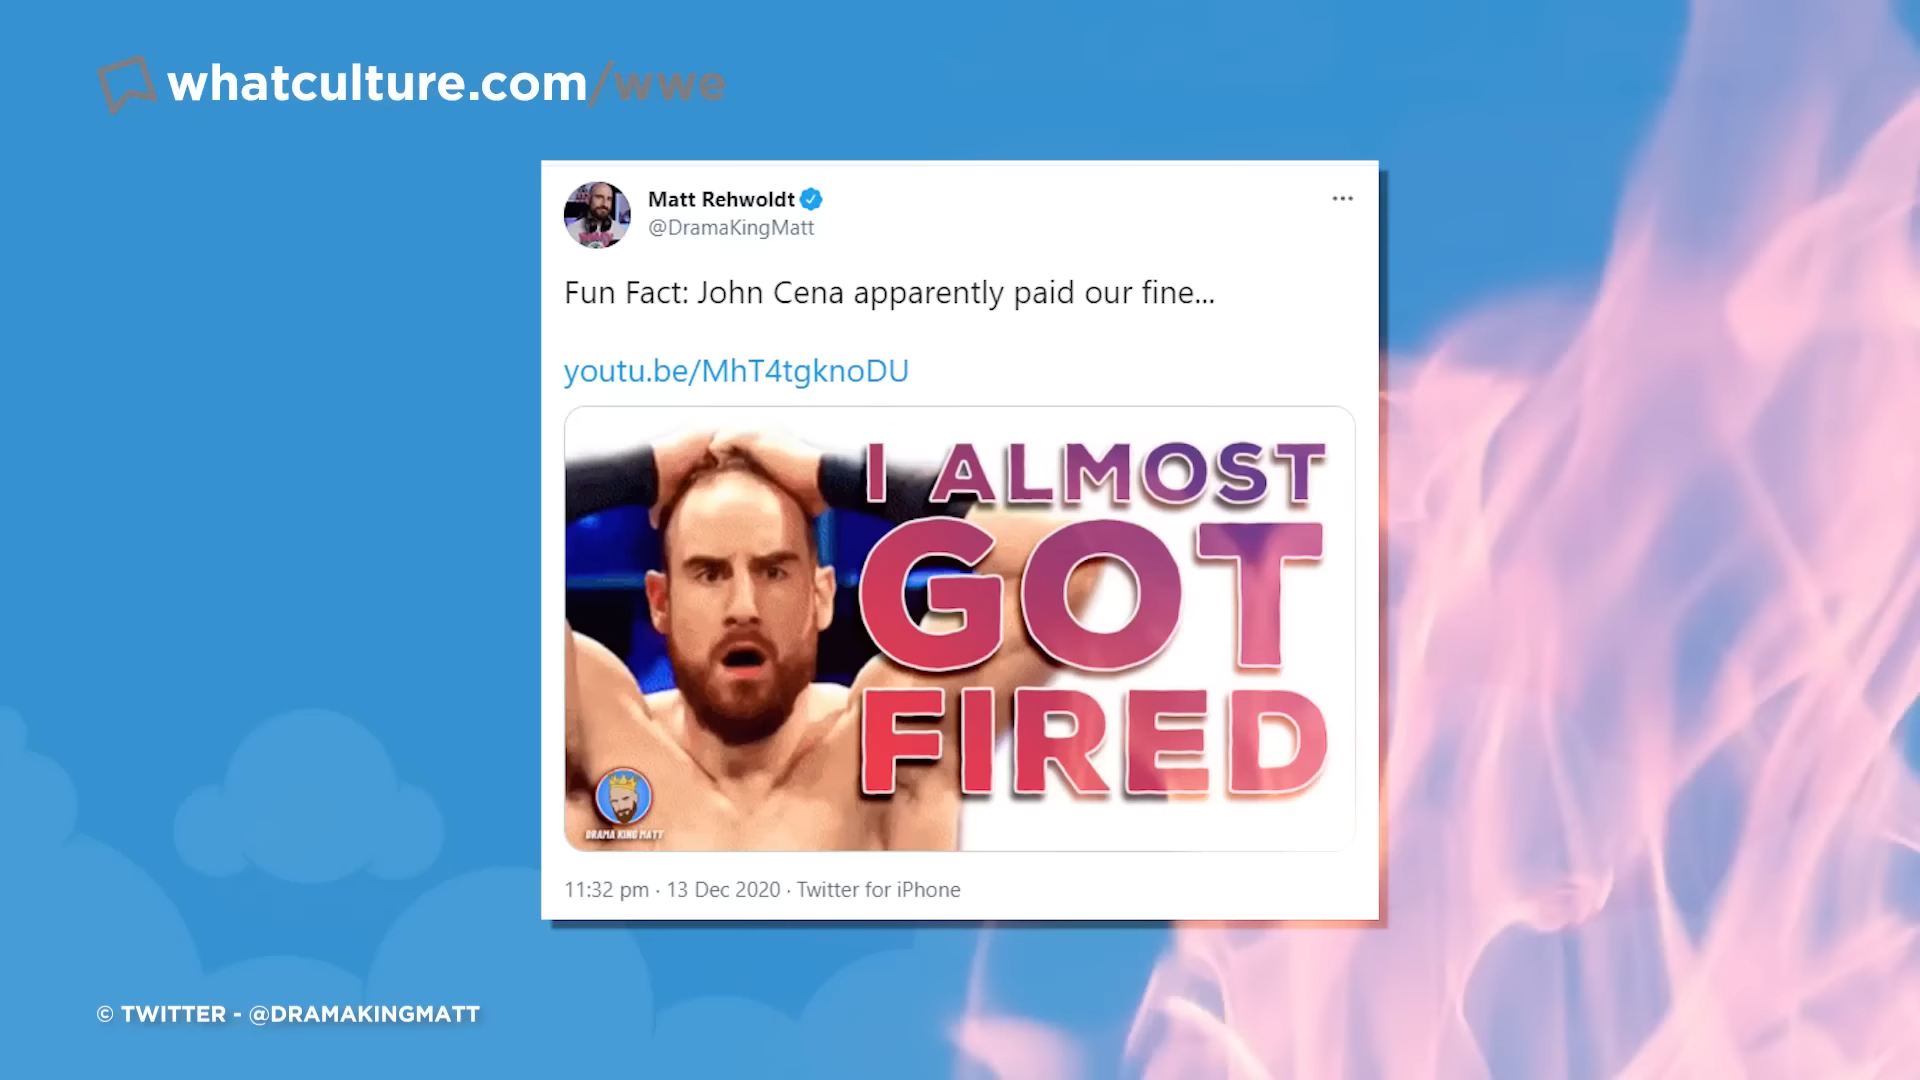 whatculture.com/wwe
Matt Rehwoldt
@DramaKingMatt
Fun Fact: John Cena apparently paid our fine...
youtu.be/MhT4tgknoDU
I ALMOST
GOT
FIRED
DRAMA KING MATT
11:32 pm · 13 Dec 2020 · Twitter for iPhone
© TWITTER - @DRAMAKINGMATT